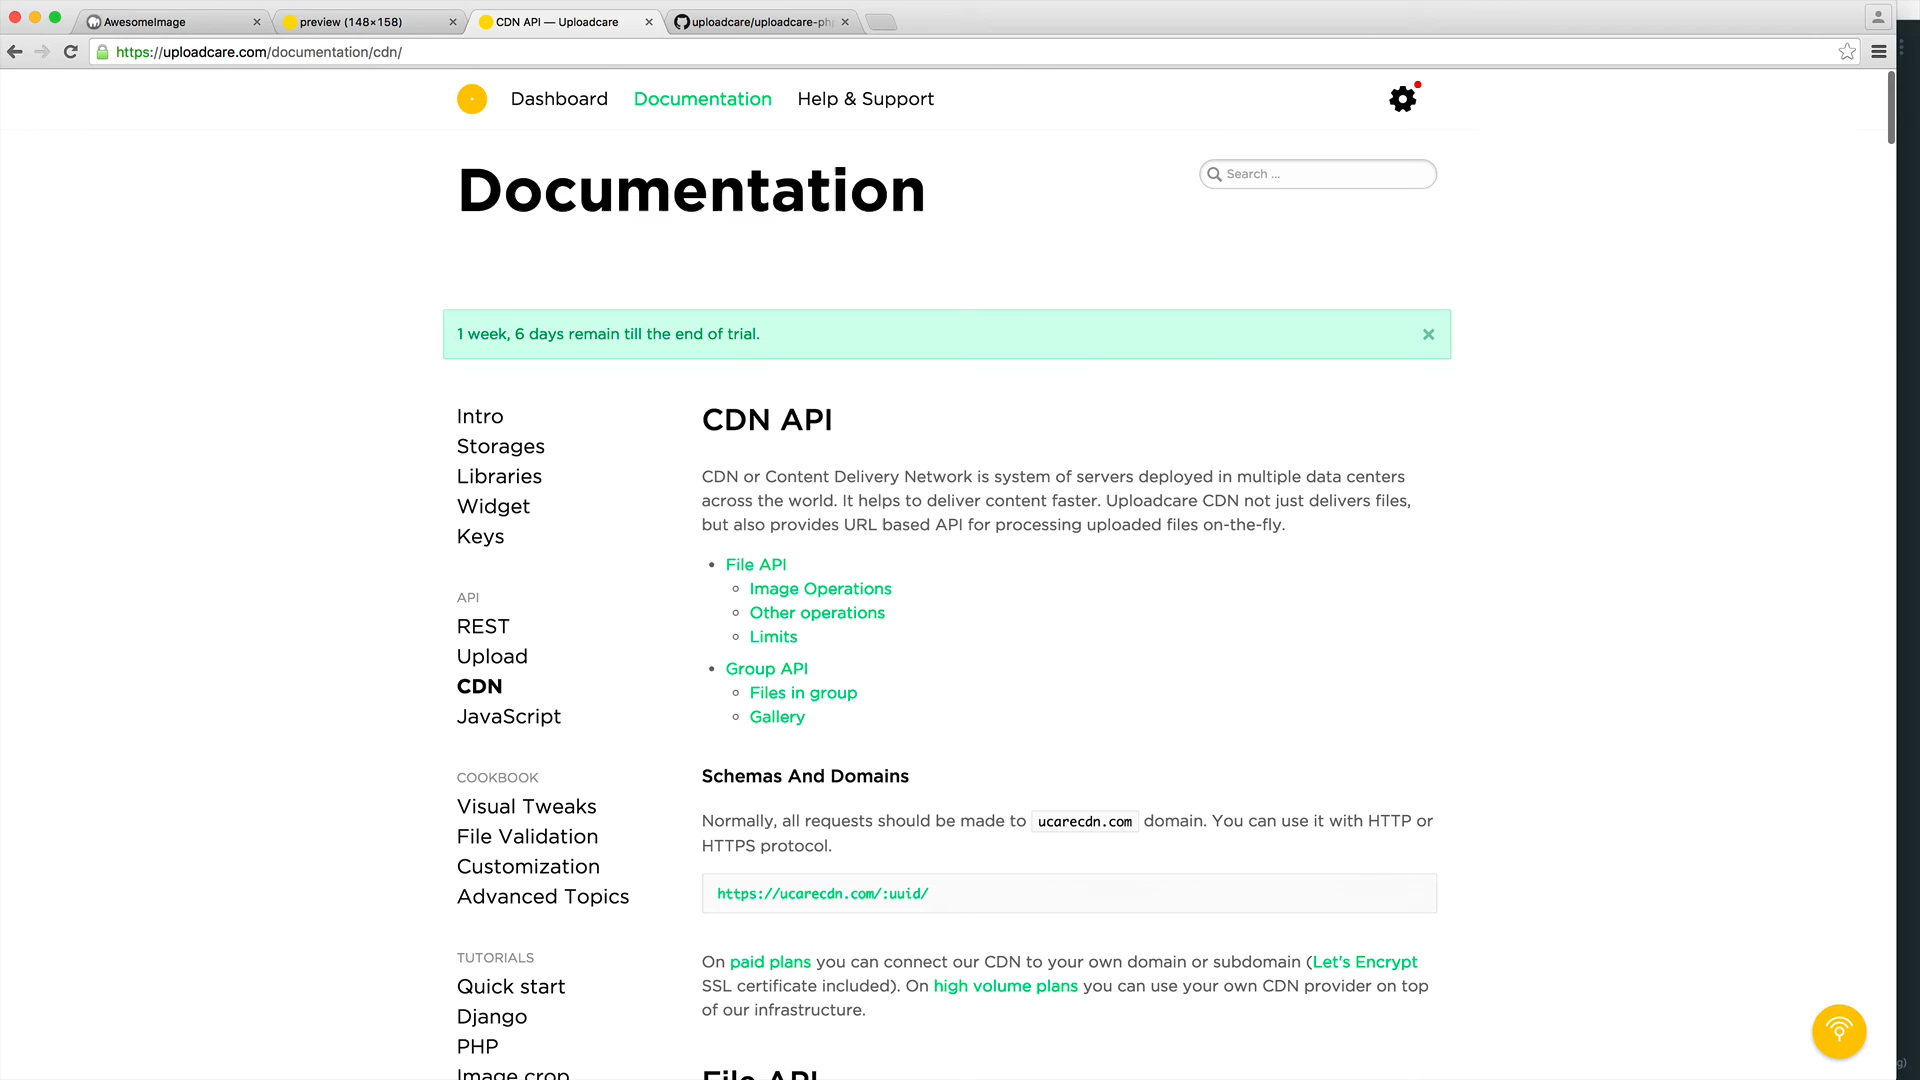 AwesomeImage
preview (148×158)
CDN API — Uploadcare
uploadcare/uploadcare-php
https://uploadcare.com/documentation/cdn/
Dashboard
Documentation
Help & Support
Documentation
Search ...
1 week, 6 days remain till the end of trial.
Intro
Storages
Libraries
Widget
Keys
API
REST
Upload
CDN
JavaScript
COOKBOOK
Visual Tweaks
File Validation
Customization
Advanced Topics
TUTORIALS
Quick start
Django
PHP
Image crop
CDN API
CDN or Content Delivery Network is system of servers deployed in multiple data centers
across the world. It helps to deliver content faster. Uploadcare CDN not just delivers files,
but also provides URL based API for processing uploaded files on-the-fly.
File API
Image Operations
Other operations
Limits
Group API
Files in group
Gallery
Schemas And Domains
Normally, all requests should be made to ucarecdn.com domain. You can use it with HTTP or
HTTPS protocol.
https://ucarecdn.com/:uuid/
On paid plans you can connect our CDN to your own domain or subdomain (Let's Encrypt
SSL certificate included). On high volume plans you can use your own CDN provider on top
of our infrastructure.
File API